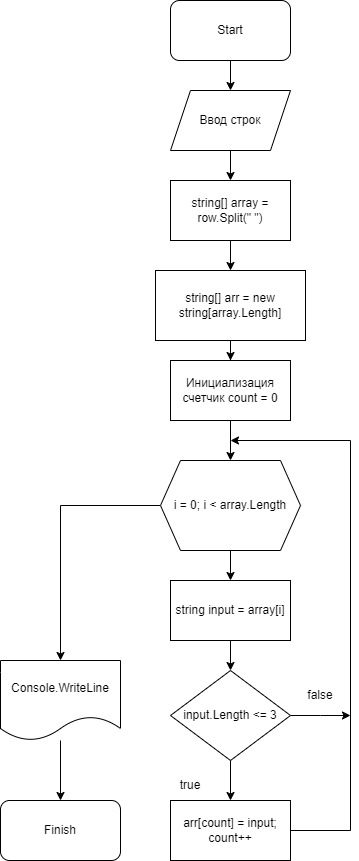 Start
Ввод строк
string[] array =
row.Split(" ")
string[] arr = new
string[array.Length]
Инициализация
счетчик count = 0
i = 0; i < array.Length
string input = array[i]
Console.WriteLine
input.Length <= 3
false
true
Finish
arr[count] = input;
count++